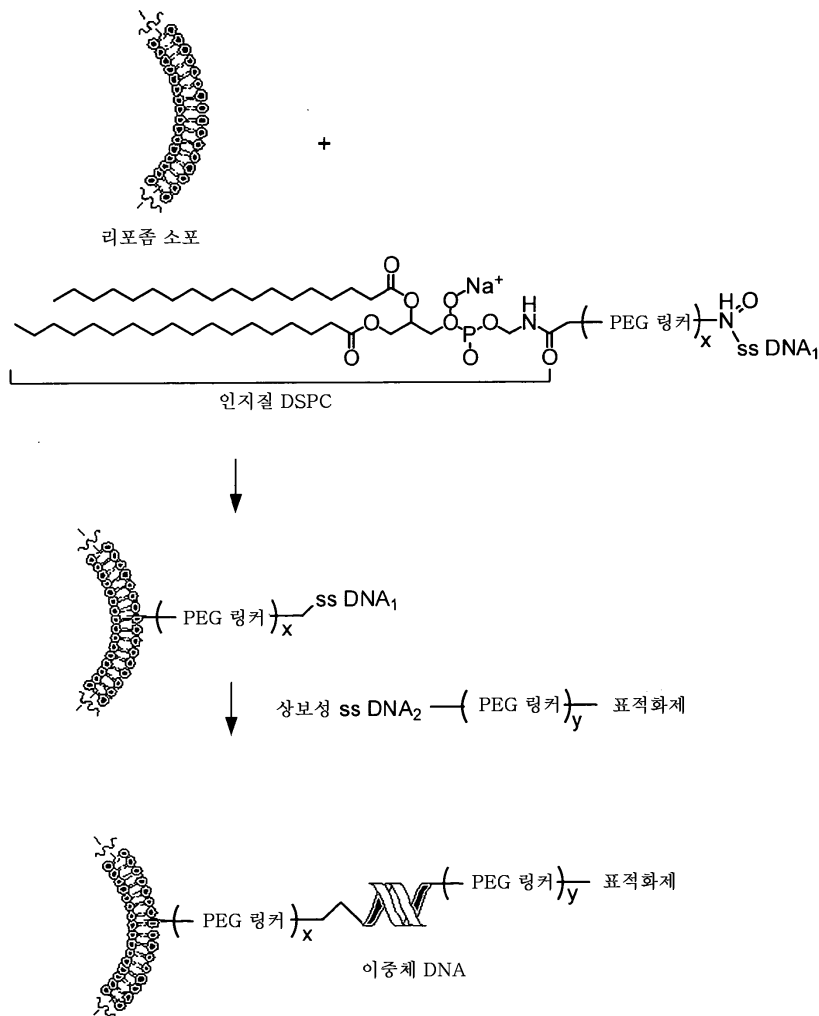 +
리포좀 소포
O
O
O
O
O
O Na⁺
O
P
O
O
H
N
O
PEG 링커
x
H
N
O
ss DNA₁
인지질 DSPC
PEG 링커
x
ss DNA₁
상보성 ss DNA₂ ( PEG 링커 )y 표적화제
( PEG 링커 )y 표적화제
( PEG 링커 )x
이중체 DNA